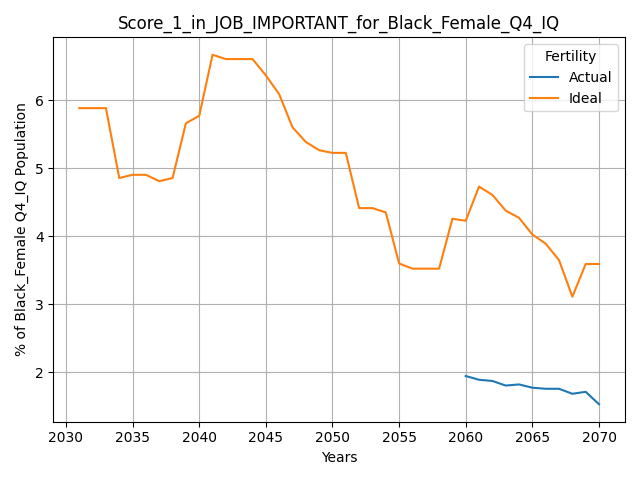 Score_1_in_JOB_IMPORTANT_for_Black_Female_Q4_IQ
Fertility
Actual
Ideal
% of Black_Female Q4_IQ Population
6
5
4
3
2
2030 2035 2040 2045 2050 2055 2060 2065 2070
Years